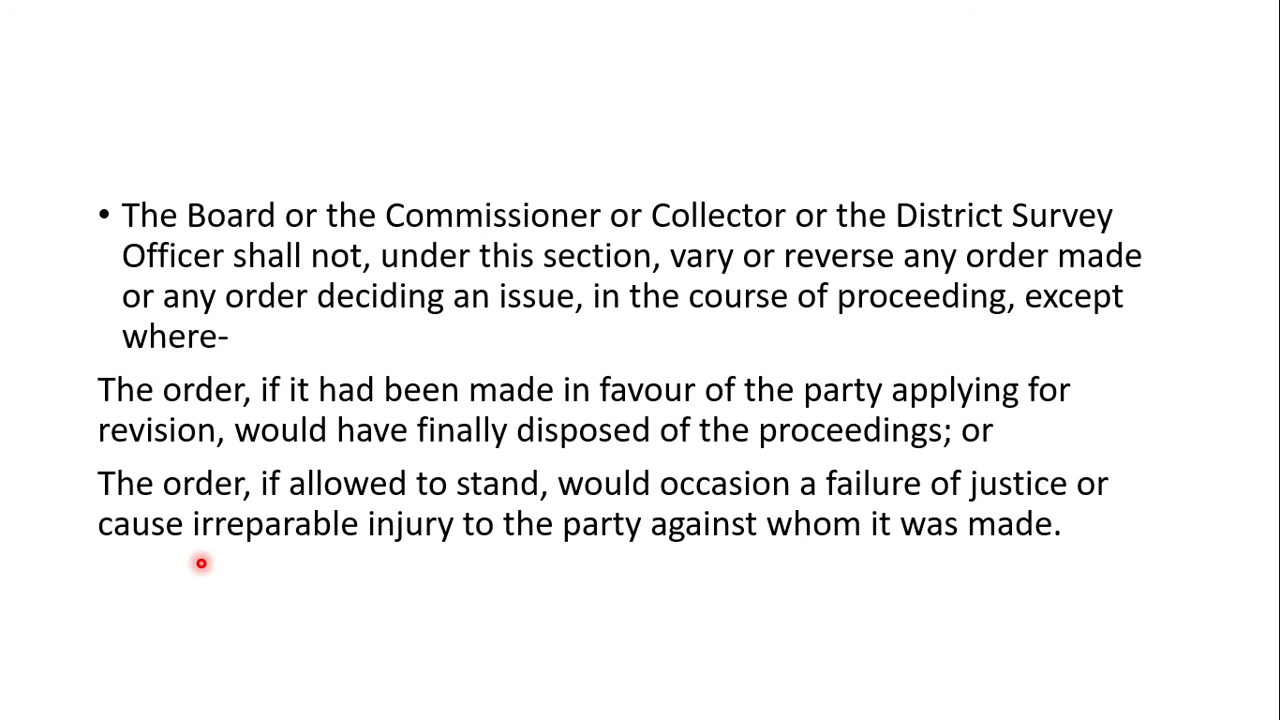 • The Board or the Commissioner or Collector or the District Survey
Officer shall not, under this section, vary or reverse any order made
or any order deciding an issue, in the course of proceeding, except
where-
The order, if it had been made in favour of the party applying for
revision, would have finally disposed of the proceedings; or
The order, if allowed to stand, would occasion a failure of justice or
cause irreparable injury to the party against whom it was made.